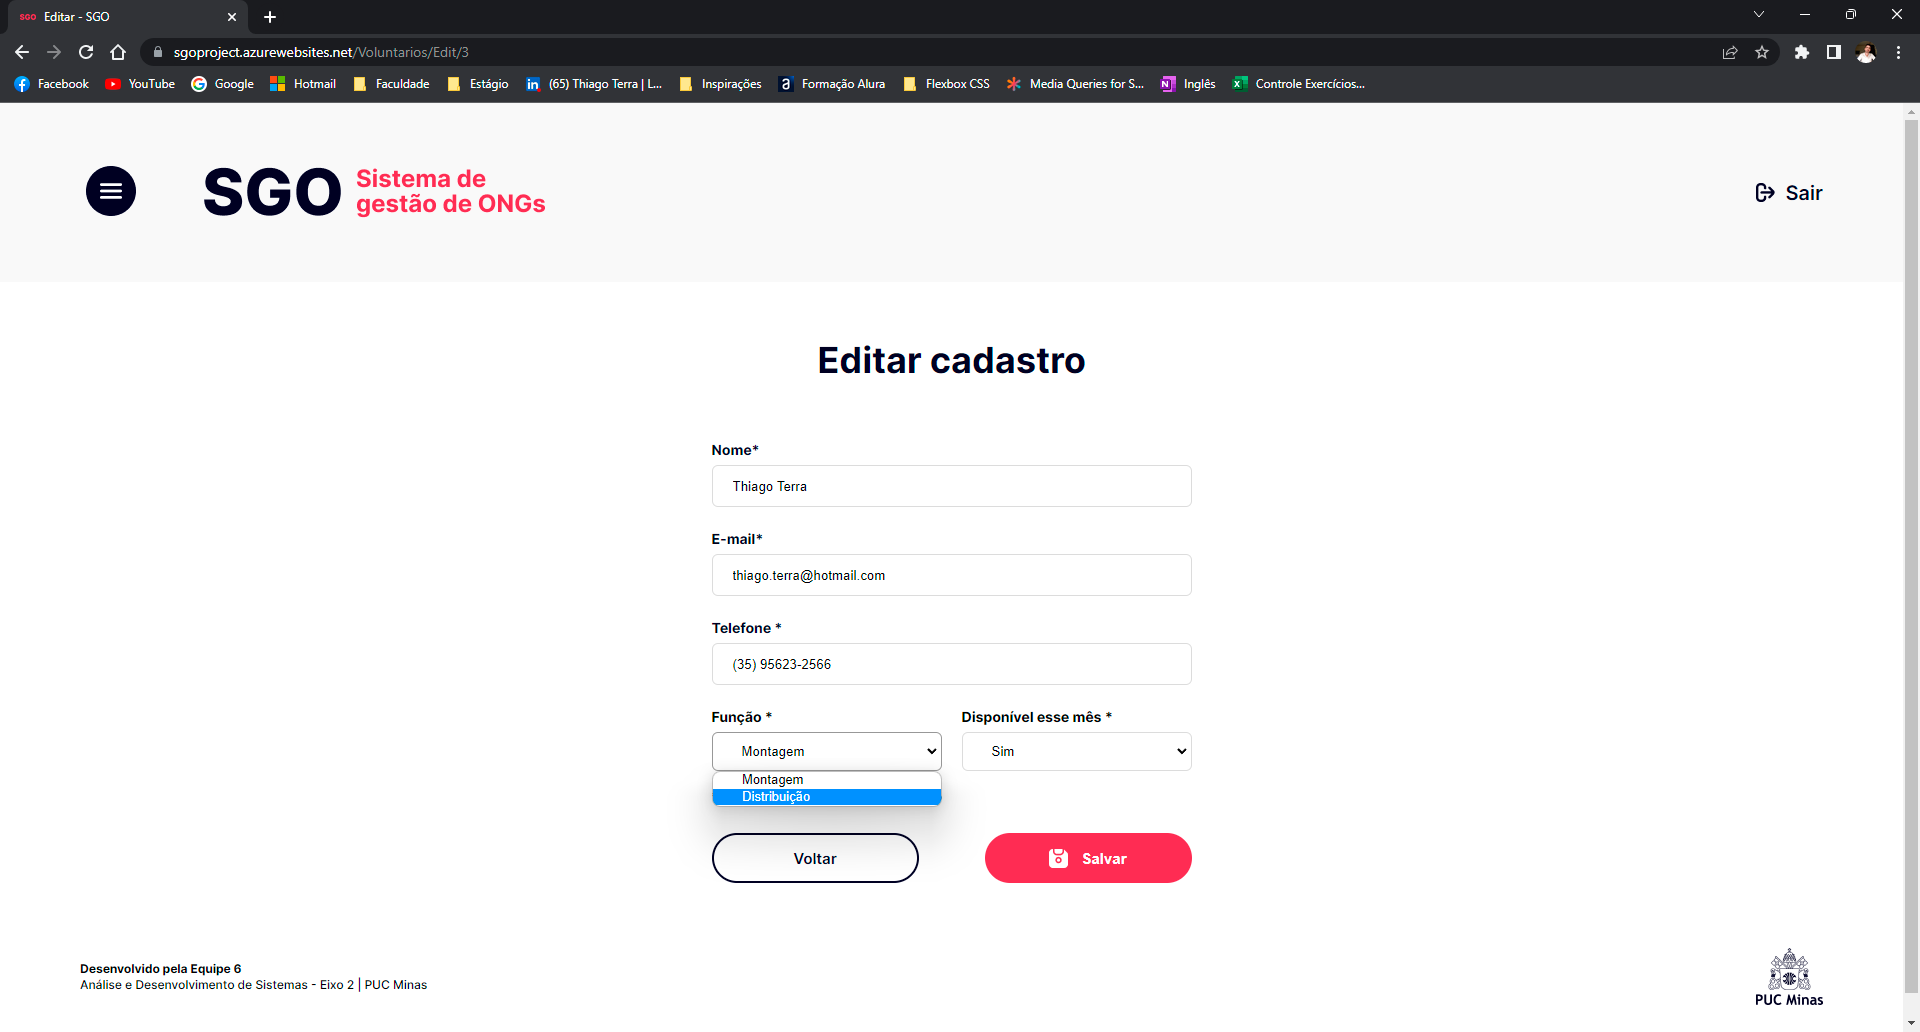 SGO Editar - SGO
sgoproject.azurewebsites.net/Voluntarios/Edit/3
Facebook YouTube Google Hotmail Faculdade Estágio in (65) Thiago Terra | L... Inspirações a Formação Alura Flexbox CSS Media Queries for S... Inglês Controle Exercícios...
SGO
Sistema de
gestão de ONGs
Sair
Editar cadastro
Nome*
Thiago Terra
E-mail*
thiago.terra@hotmail.com
Telefone *
(35) 95623-2566
Função * Disponível esse mês *
Montagem Sim
Montagem
Distribuição
Voltar Salvar
Desenvolvido pela Equipe 6
Análise e Desenvolvimento de Sistemas - Eixo 2 | PUC Minas
PUC Minas